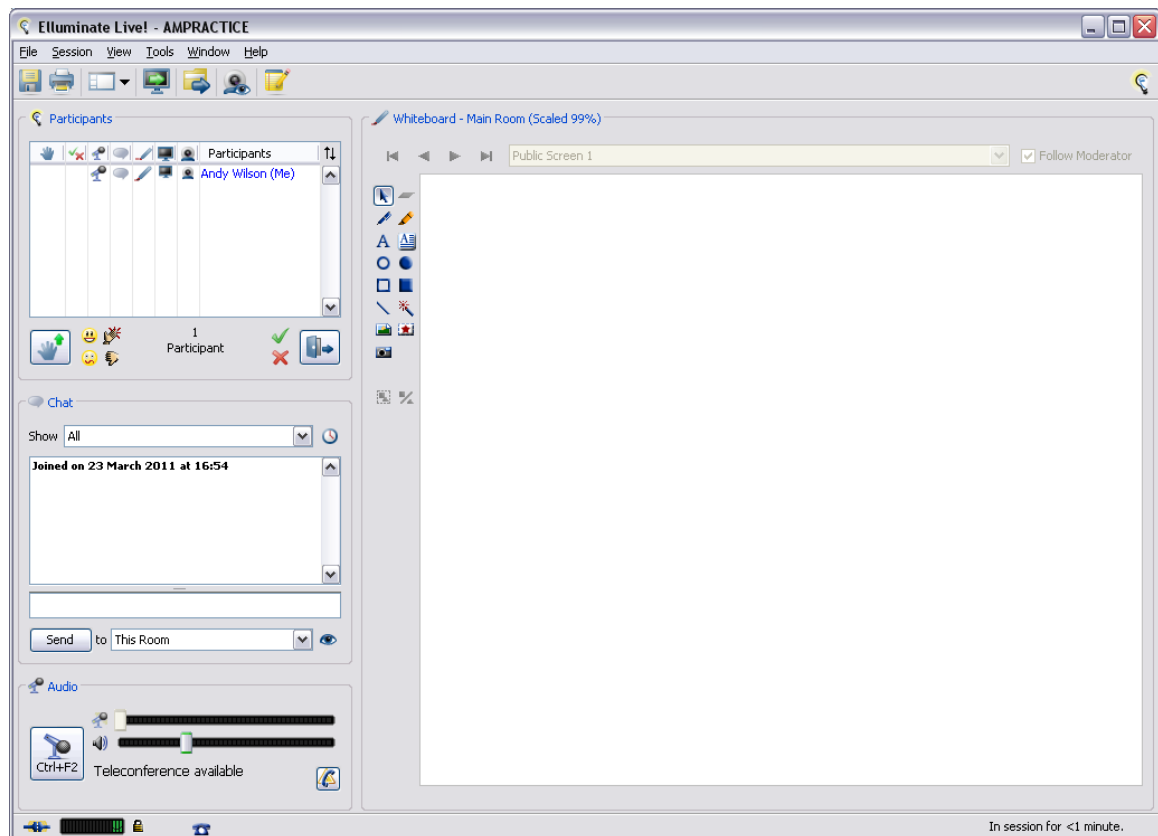 Elluminate Live! - AMPRACTICE
File Session View Tools Window Help
Participants
Participants
Andy Wilson (Me)
1
Participant
Chat
Show All
Joined on 23 March 2011 at 16:54
Send to This Room
Audio
Ctrl+F2
Teleconference available
Whiteboard - Main Room (Scaled 99%)
Public Screen 1 Follow Moderator
A A
In session for <1 minute.